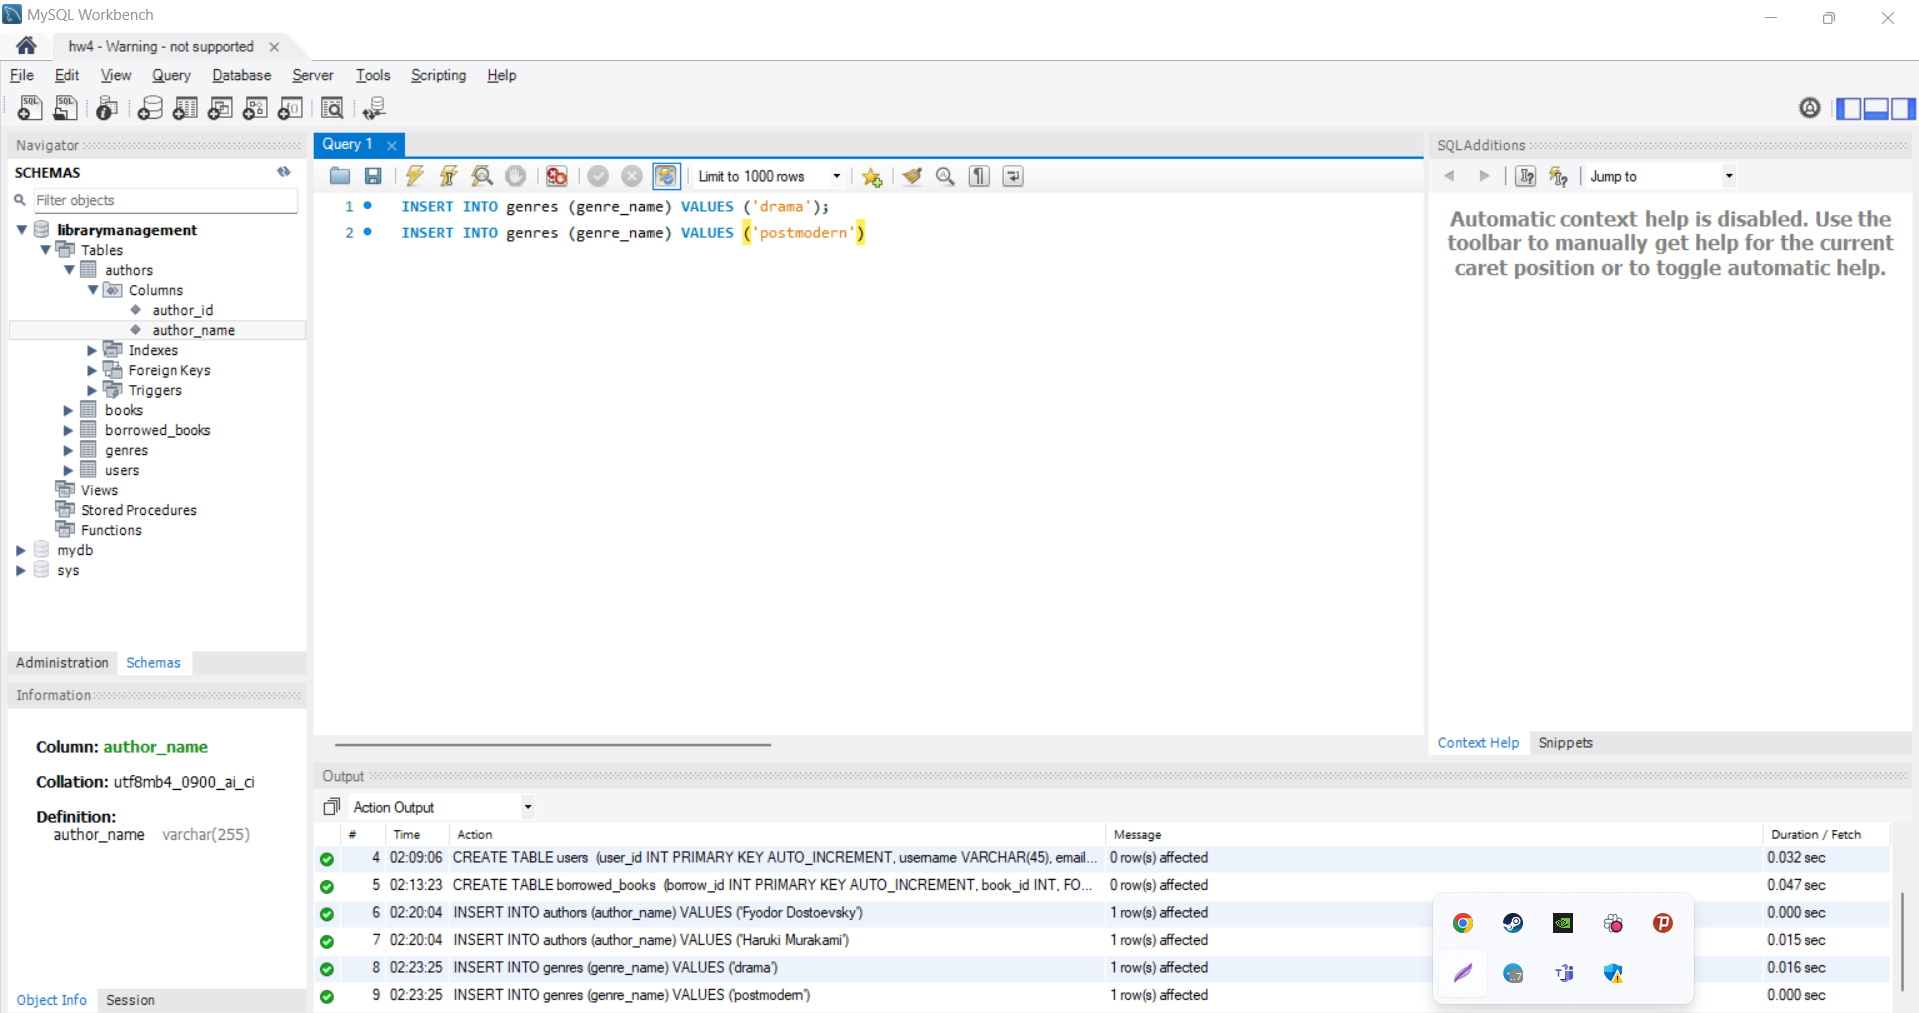 MySQL Workbench
hw4 - Warning - not supported
File Edit View Query Database Server Tools Scripting Help
Navigator
SCHEMAS
Filter objects
librarymanagement
Tables
authors
Columns
author_id
author_name
Indexes
Foreign Keys
Triggers
books
borrowed_books
genres
users
Views
Stored Procedures
Functions
mydb
sys
Administration Schemas
Information
Column: author_name
Collation: utf8mb4_0900_ai_ci
Definition:
author_name varchar(255)
Object Info Session
Query 1
Limit to 1000 rows
1 INSERT INTO genres (genre_name) VALUES ('drama');
2 INSERT INTO genres (genre_name) VALUES ('postmodern')
SQLAdditions
Jump to
Automatic context help is disabled. Use the
toolbar to manually get help for the current
caret position or to toggle automatic help.
Context Help Snippets
Output
Action Output
# Time Action Message Duration / Fetch
4 02:09:06 CREATE TABLE users (user_id INT PRIMARY KEY AUTO_INCREMENT, username VARCHAR(45), email... 0 row(s) affected 0.032 sec
5 02:13:23 CREATE TABLE borrowed_books (borrow_id INT PRIMARY KEY AUTO_INCREMENT, book_id INT, FO... 0 row(s) affected 0.047 sec
6 02:20:04 INSERT INTO authors (author_name) VALUES ('Fyodor Dostoevsky') 1 row(s) affected 0.000 sec
7 02:20:04 INSERT INTO authors (author_name) VALUES ('Haruki Murakami') 1 row(s) affected 0.015 sec
8 02:23:25 INSERT INTO genres (genre_name) VALUES ('drama') 1 row(s) affected 0.016 sec
9 02:23:25 INSERT INTO genres (genre_name) VALUES ('postmodern') 1 row(s) affected 0.000 sec